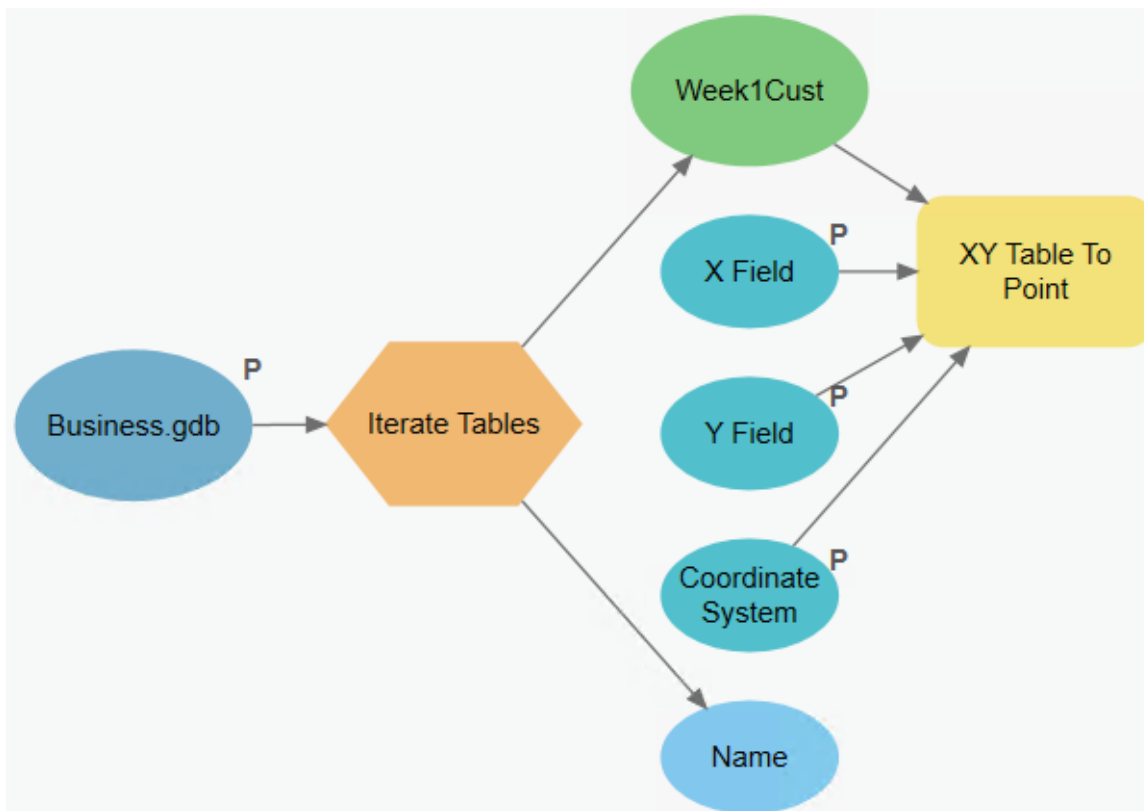 Week1Cust
P
X Field
XY Table To
Point
P
Business.gdb
Iterate Tables
P
Y Field
P
Coordinate
System
Name